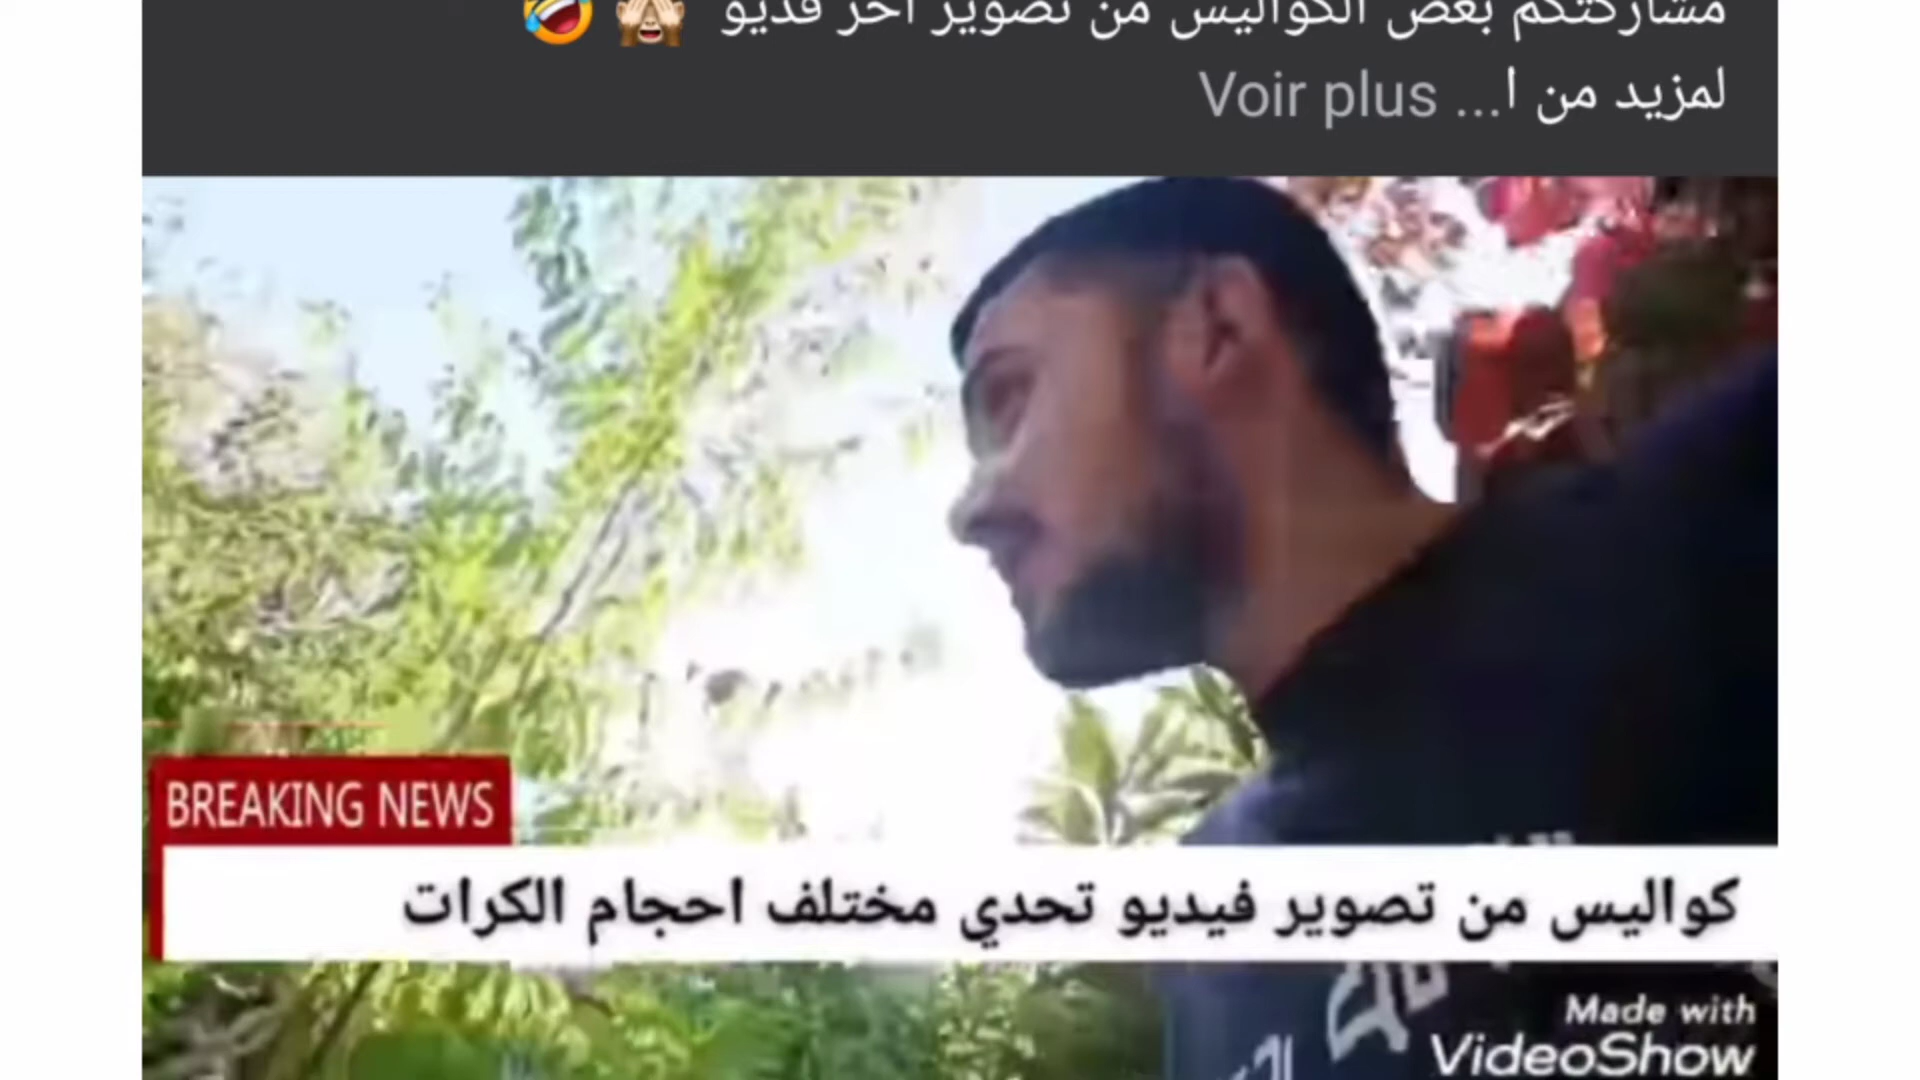 مشاركتكم بعض الكواليس من تصوير آخر فديو 🙈 🤣
لمزيد من ا... Voir plus
BREAKING NEWS
كواليس من تصوير فيديو تحدي مختلف احجام الكرات
Made with
VideoShow